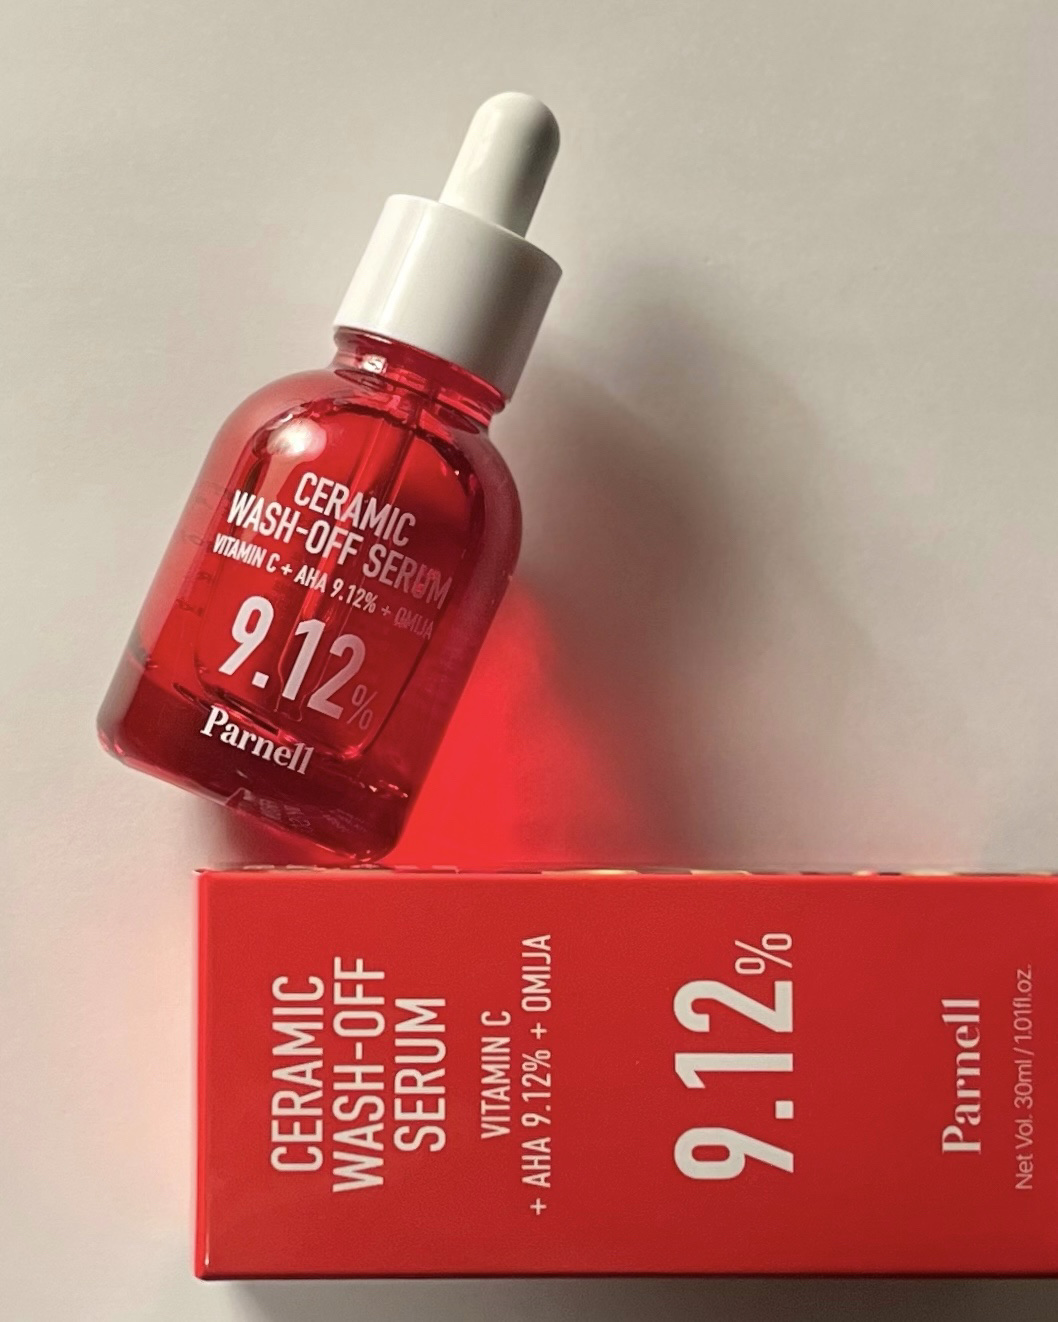 CERAMIC
WASH-OFF SERUM
VITAMIN C + AHA 9.12% + OMIJA
9.12%
Parnell
CERAMIC
WASH-OFF
SERUM
VITAMIN C
+ AHA 9.12% + OMIJA
9.12%
Parnell
Net Vol. 30ml / 1.01fl.oz.